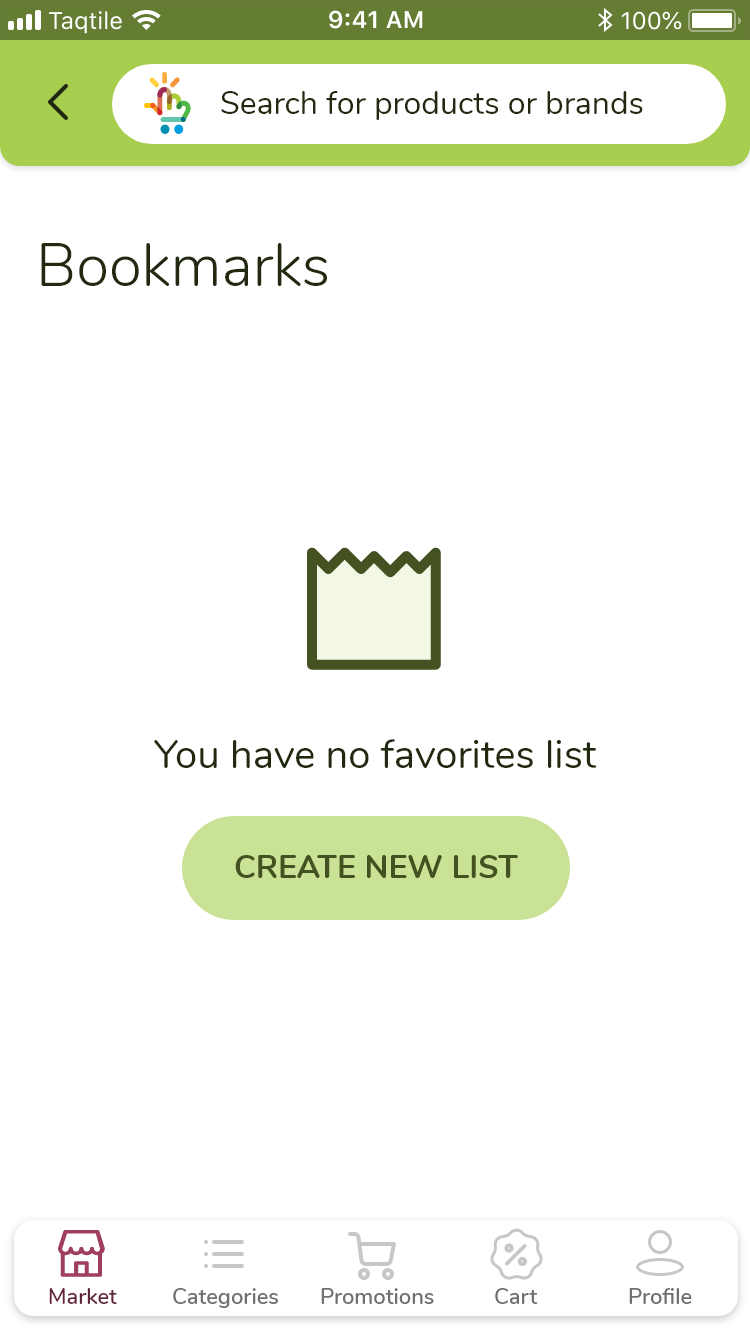 Taqtile 9:41 AM 100%
Search for products or brands
Bookmarks
You have no favorites list
CREATE NEW LIST
Market Categories Promotions Cart Profile